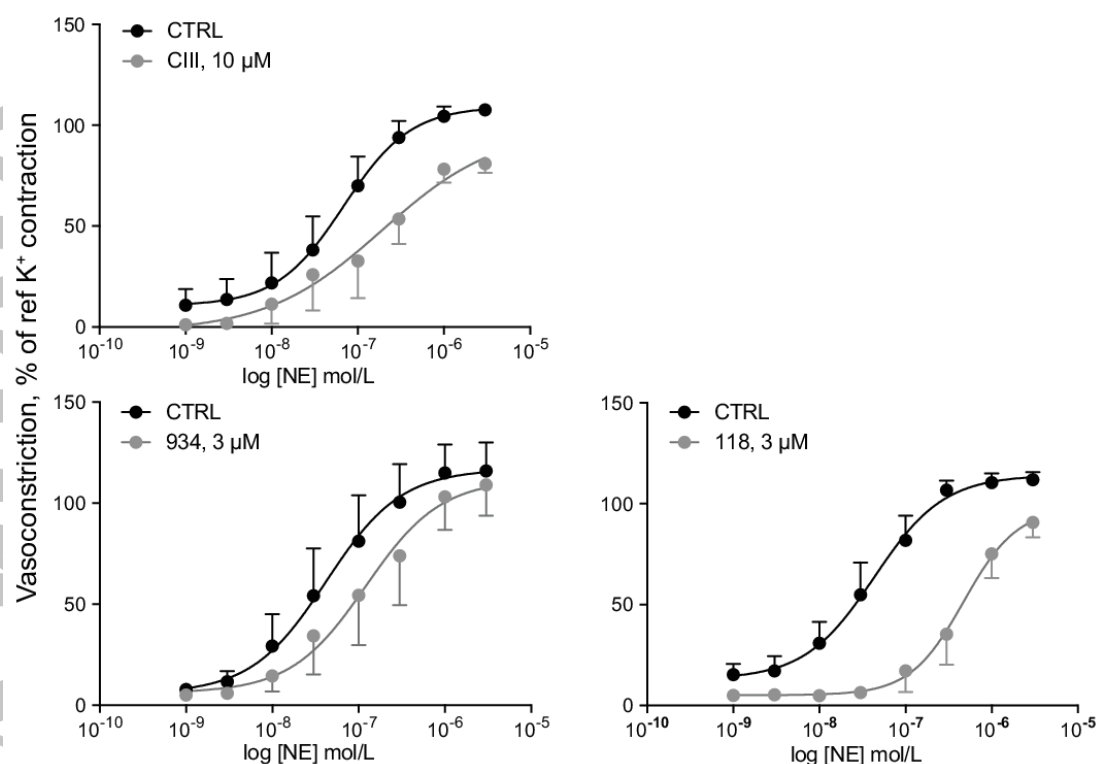 Vasoconstriction, % of ref K⁺ contraction
150
CTRL
CIII, 10 µM
100
50
0
10⁻¹⁰ 10⁻⁹ 10⁻⁸ 10⁻⁷ 10⁻⁶ 10⁻⁵
log [NE] mol/L
150
CTRL
934, 3 µM
100
50
0
10⁻¹⁰ 10⁻⁹ 10⁻⁸ 10⁻⁷ 10⁻⁶ 10⁻⁵
log [NE] mol/L
150
CTRL
118, 3 µM
100
50
0
10⁻¹⁰ 10⁻⁹ 10⁻⁸ 10⁻⁷ 10⁻⁶ 10⁻⁵
log [NE] mol/L